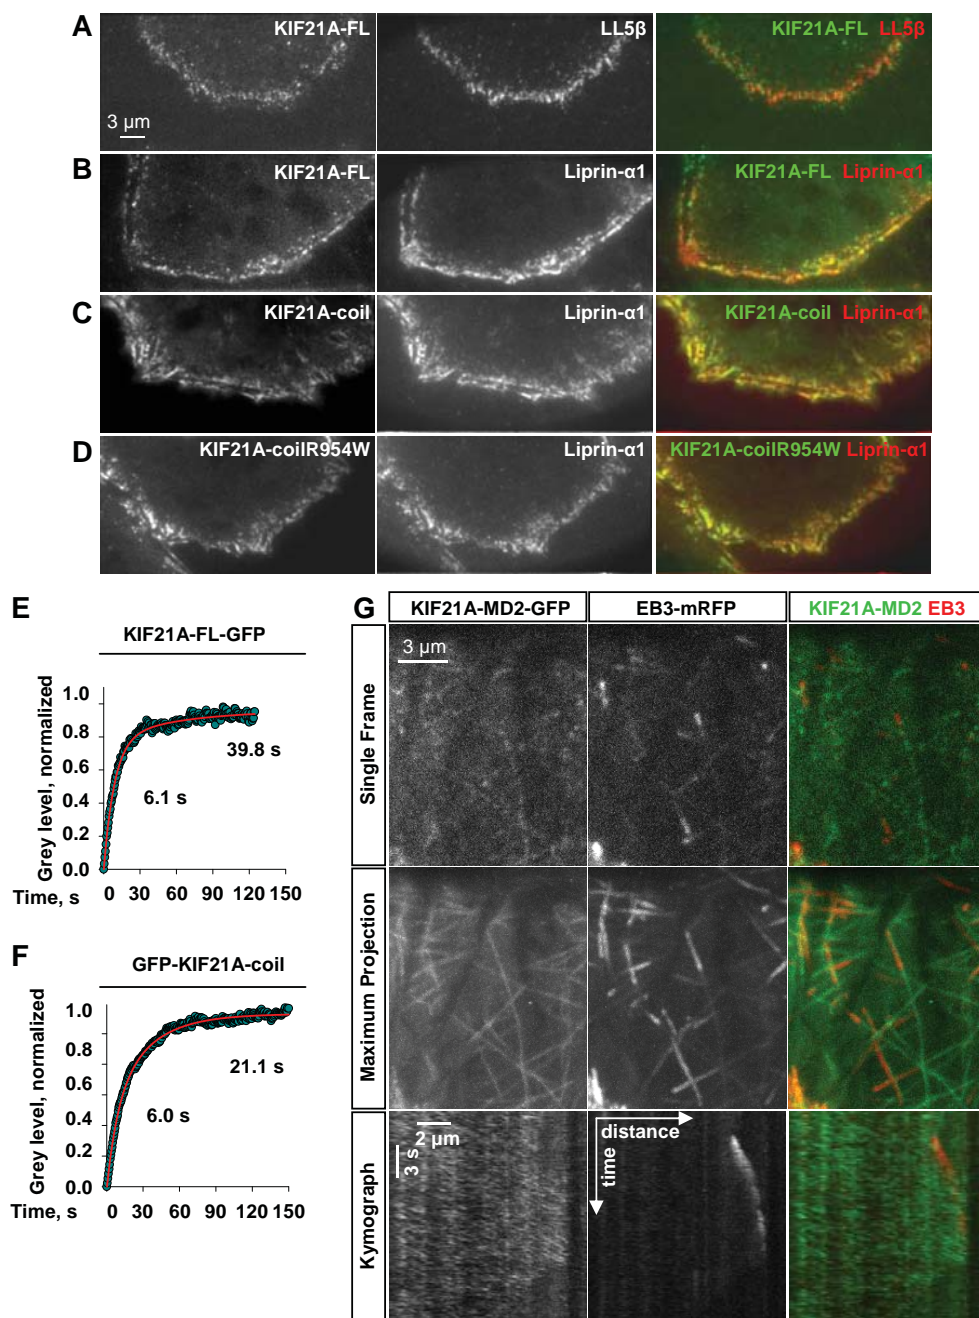 A
KIF21A-FL
LL5β
KIF21A-FL LL5β
3 μm
B
KIF21A-FL
Liprin-α1
KIF21A-FL Liprin-α1
C
KIF21A-coil
Liprin-α1
KIF21A-coil Liprin-α1
D
KIF21A-coilR954W
Liprin-α1
KIF21A-coilR954W Liprin-α1
E
KIF21A-FL-GFP
Grey level, normalized
1.0
0.8
0.6
0.4
0.2
0.0
39.8 s
6.1 s
Time, s
0 30 60 90 120 150
F
GFP-KIF21A-coil
Grey level, normalized
1.0
0.8
0.6
0.4
0.2
0.0
21.1 s
6.0 s
Time, s
0 30 60 90 120 150
G
KIF21A-MD2-GFP
EB3-mRFP
KIF21A-MD2 EB3
Single Frame
3 μm
Maximum Projection
Kymograph
2 μm
3 s
distance
time